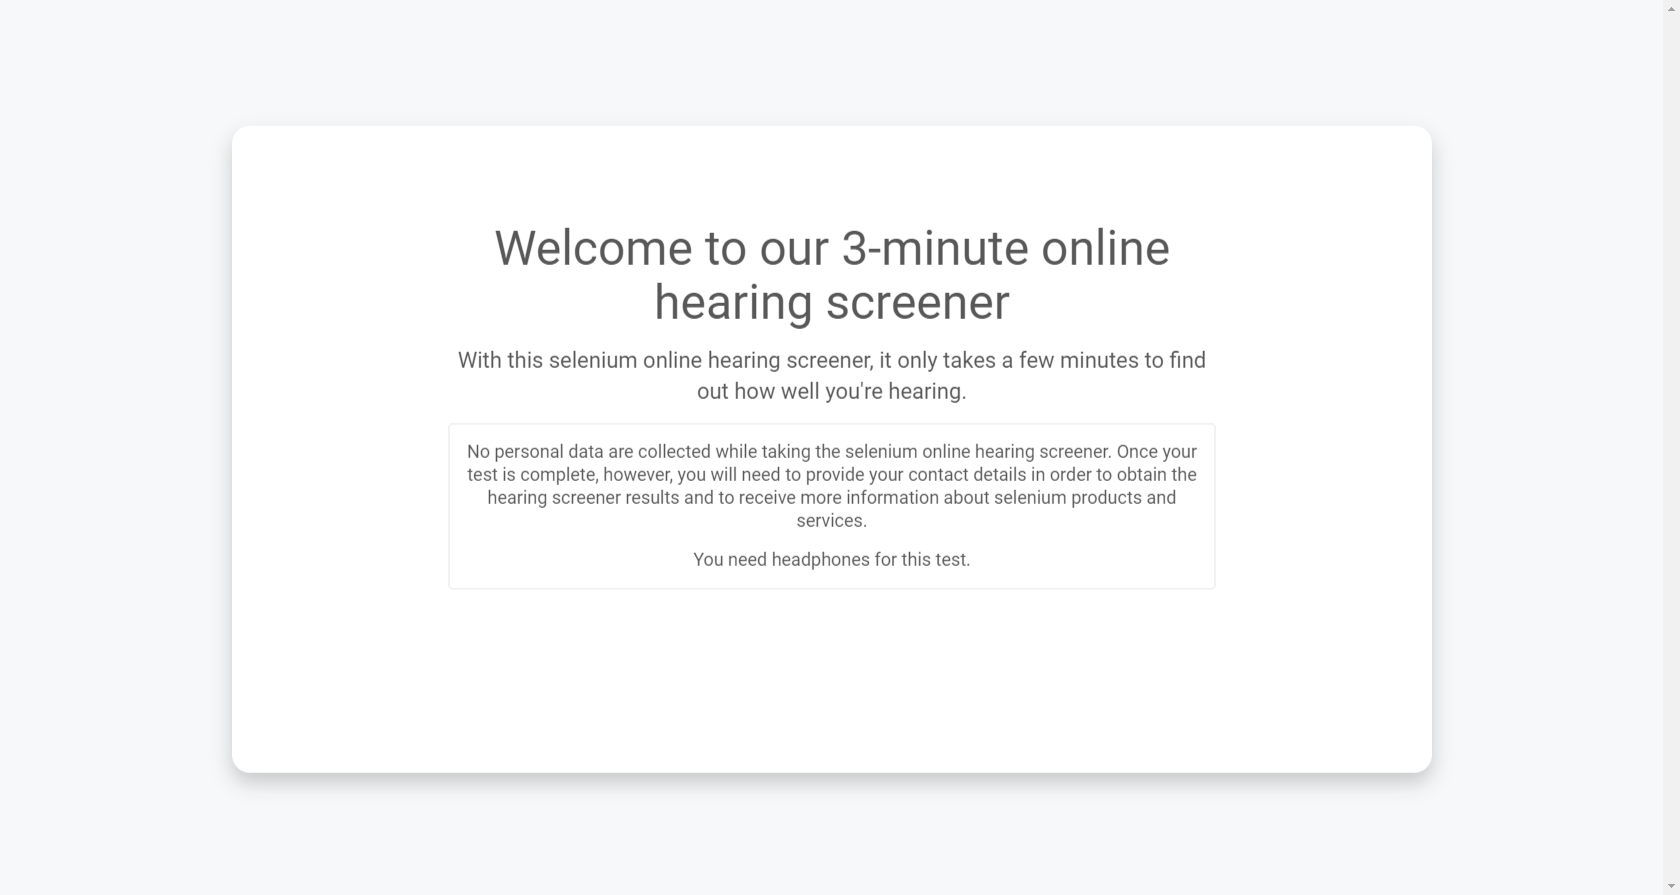 Welcome to our 3-minute online
hearing screener
With this selenium online hearing screener, it only takes a few minutes to find
out how well you're hearing.
No personal data are collected while taking the selenium online hearing screener. Once your
test is complete, however, you will need to provide your contact details in order to obtain the
hearing screener results and to receive more information about selenium products and
services.
You need headphones for this test.